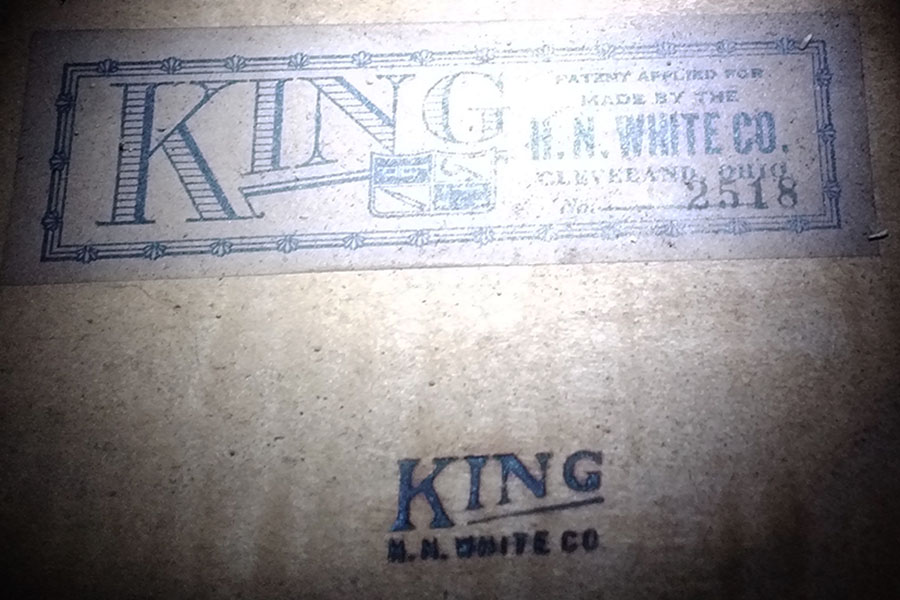 KING
PATENT APPLIED FOR
MADE BY THE
H. N. WHITE CO.
CLEVELAND, OHIO
No. 2518
KING
H. N. WHITE CO